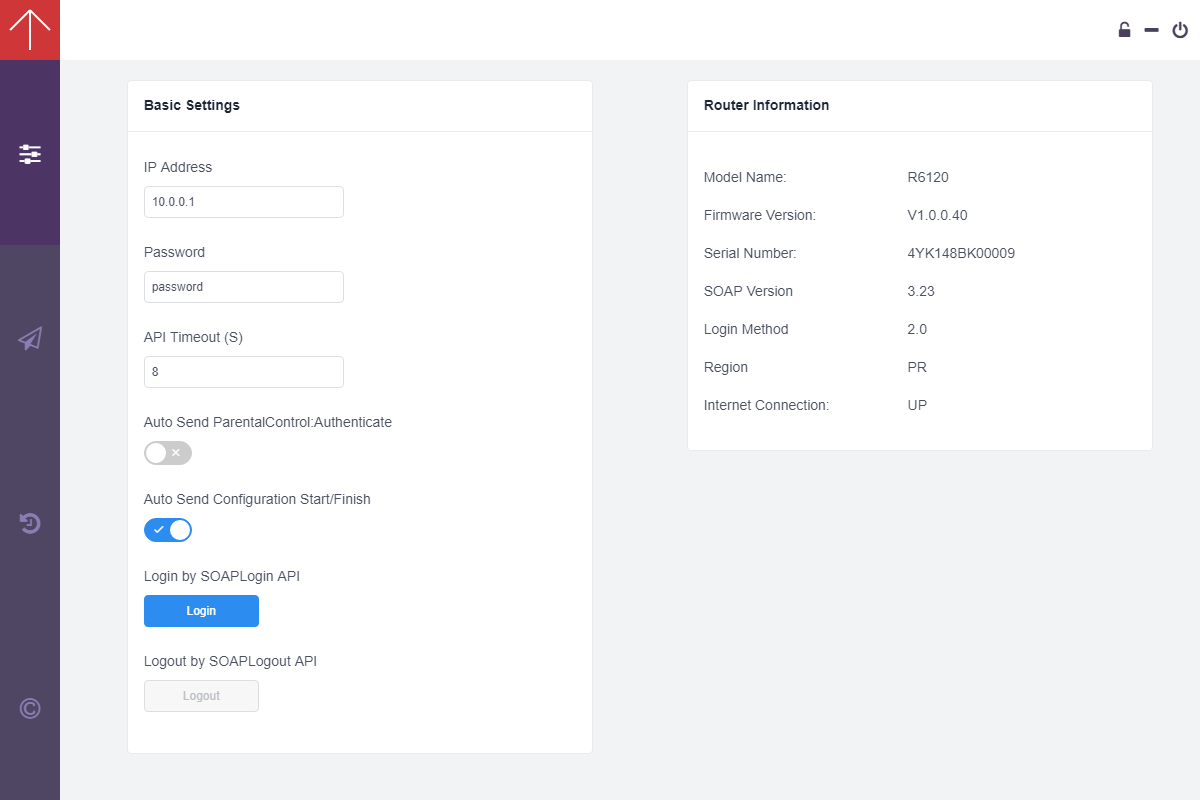 Basic Settings
IP Address
10.0.0.1
Password
password
API Timeout (S)
8
Auto Send ParentalControl:Authenticate
Auto Send Configuration Start/Finish
Login by SOAPLogin API
Login
Logout by SOAPLogout API
Logout
Router Information
Model Name: R6120
Firmware Version: V1.0.0.40
Serial Number: 4YK148BK00009
SOAP Version 3.23
Login Method 2.0
Region PR
Internet Connection: UP